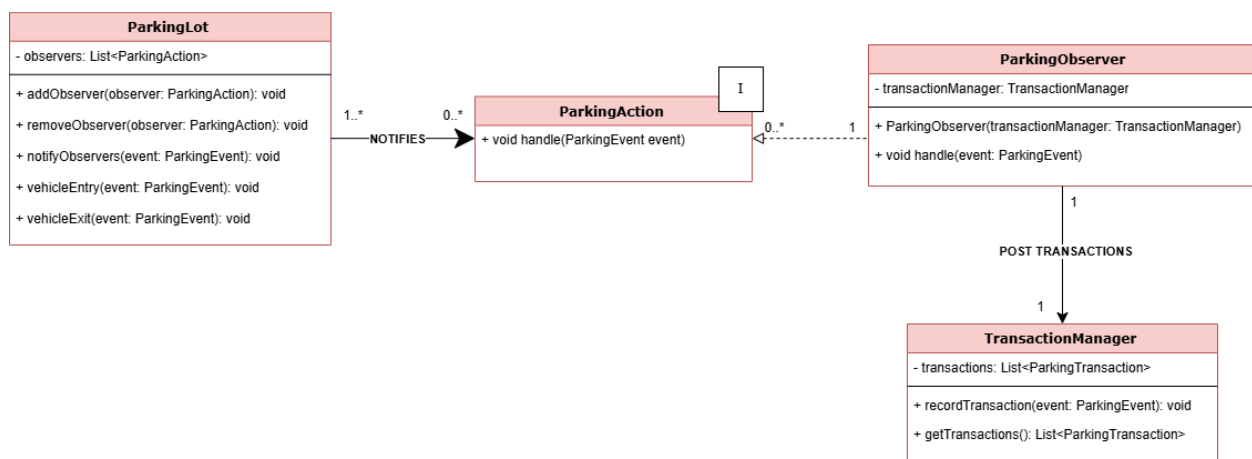 ParkingLot
- observers: List<ParkingAction>
+ addObserver(observer: ParkingAction): void
+ removeObserver(observer: ParkingAction): void
+ notifyObservers(event: ParkingEvent): void
+ vehicleEntry(event: ParkingEvent): void
+ vehicleExit(event: ParkingEvent): void
1..*
0..*
NOTIFIES
I
ParkingAction
+ void handle(ParkingEvent event)
0..*
1
ParkingObserver
- transactionManager: TransactionManager
+ ParkingObserver(transactionManager: TransactionManager)
+ void handle(event: ParkingEvent)
1
POST TRANSACTIONS
1
TransactionManager
- transactions: List<ParkingTransaction>
+ recordTransaction(event: ParkingEvent): void
+ getTransactions(): List<ParkingTransaction>